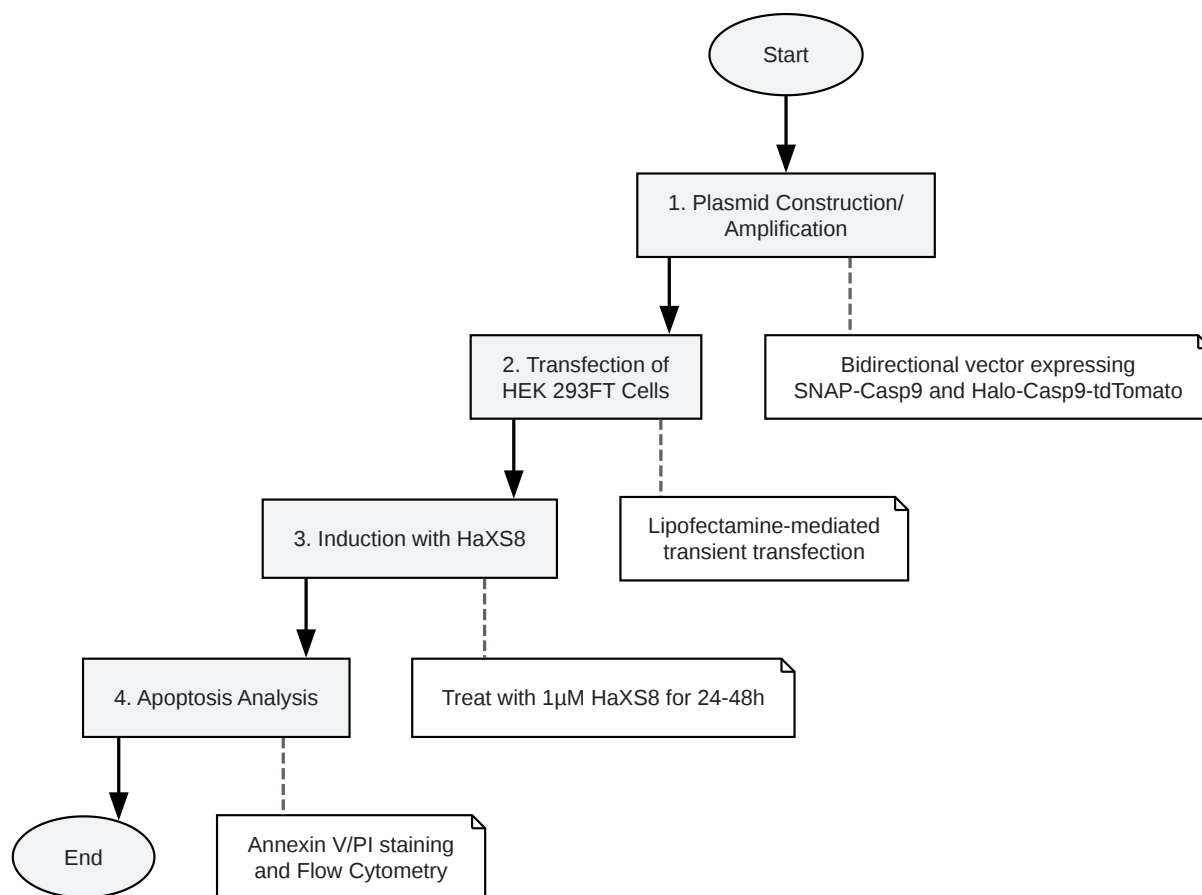 Start
1. Plasmid Construction/
Amplification
Bidirectional vector expressing
SNAP-Casp9 and Halo-Casp9-tdTomato
2. Transfection of
HEK 293FT Cells
Lipofectamine-mediated
transient transfection
3. Induction with HaXS8
Treat with 1µM HaXS8 for 24-48h
4. Apoptosis Analysis
Annexin V/PI staining
and Flow Cytometry
End